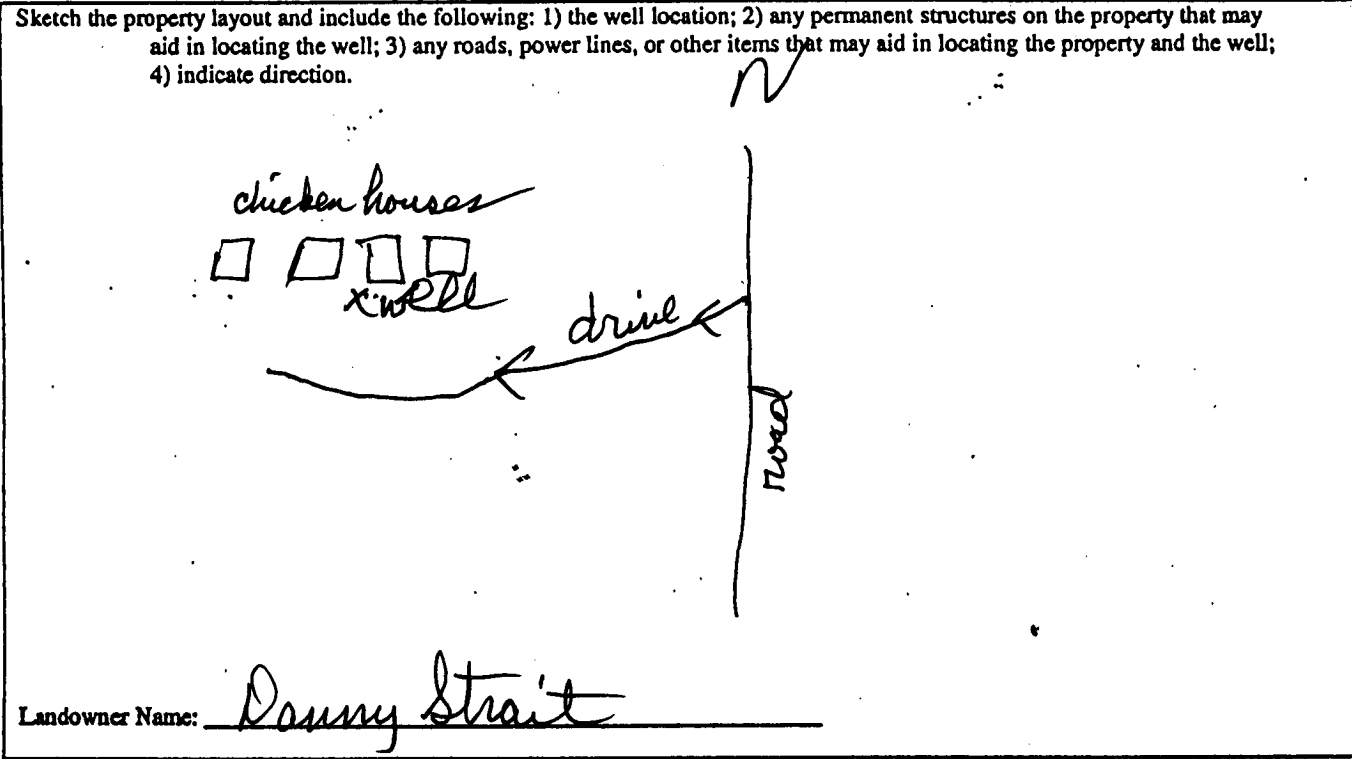 Sketch the property layout and include the following: 1) the well location; 2) any permanent structures on the property that may
aid in locating the well; 3) any roads, power lines, or other items that may aid in locating the property and the well;
4) indicate direction.
N
chicken houses
x well
drive
road
Landowner Name: Danny Strait